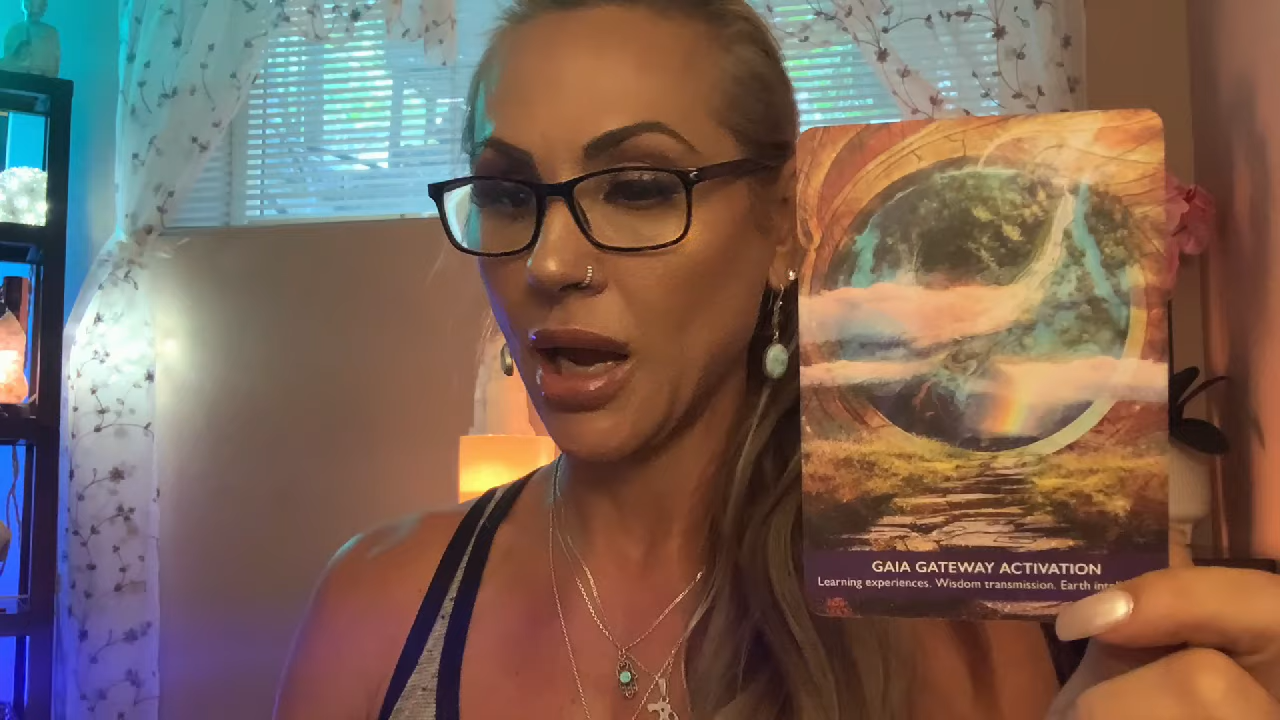 GAIA GATEWAY ACTIVATION
Learning experiences. Wisdom transmission. Earth